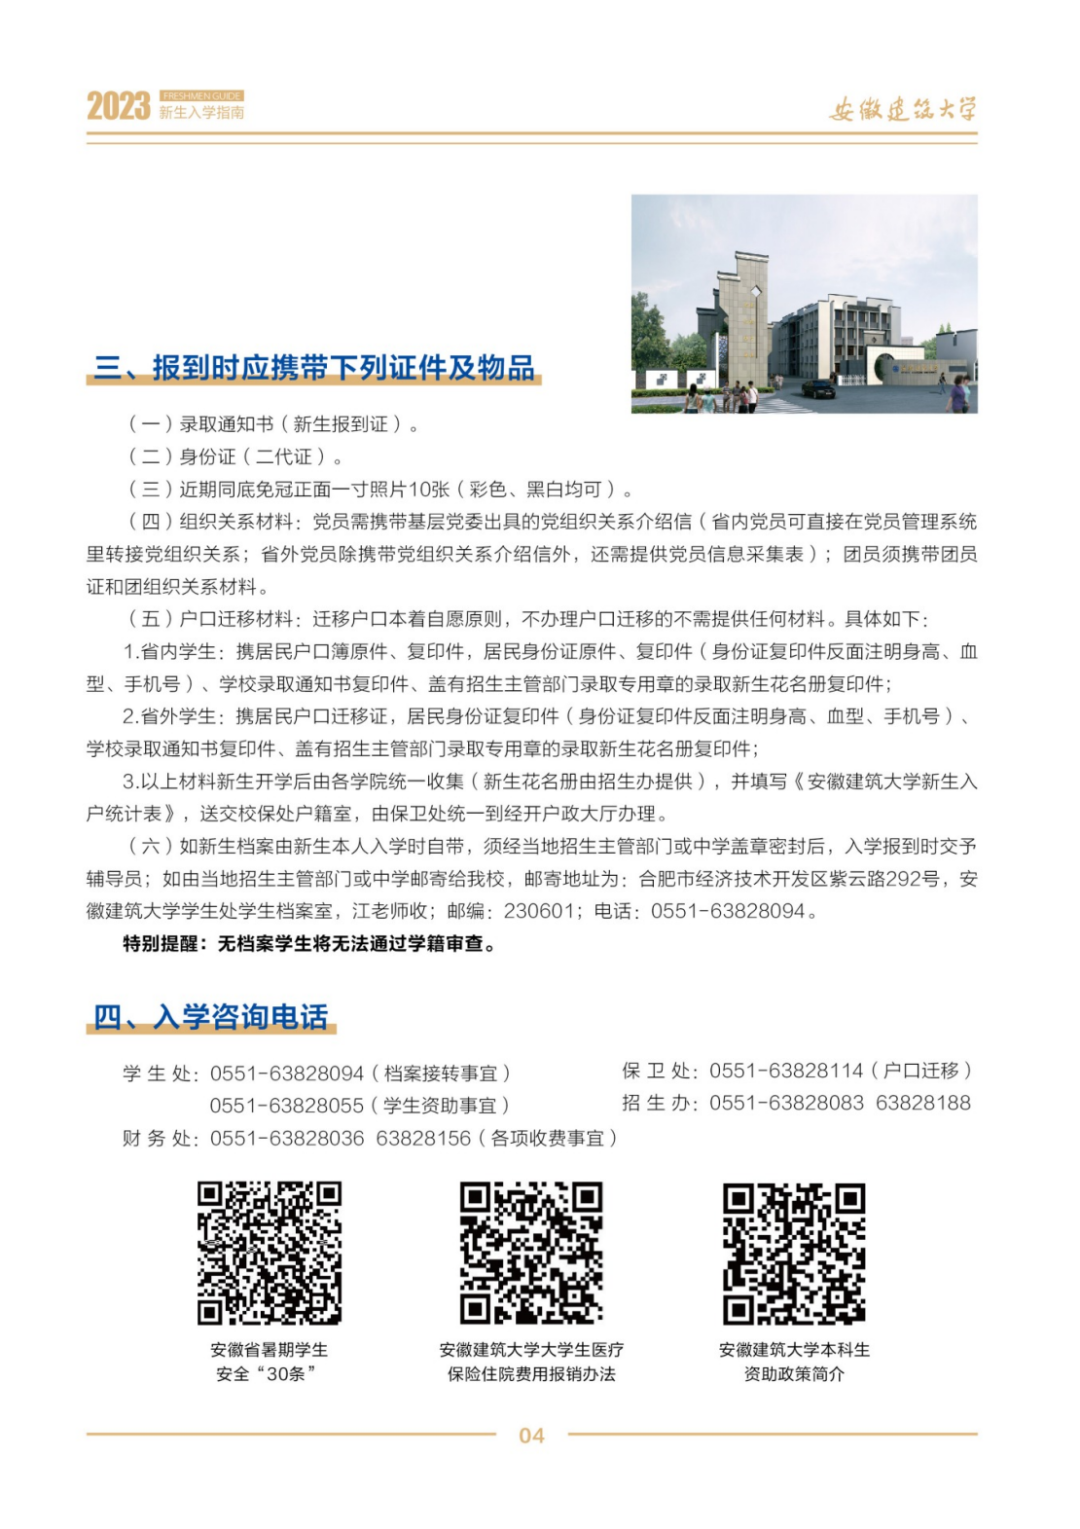 2023 FRESHMEN GUIDE
新生入学指南
安徽建筑大学
三、报到时应携带下列证件及物品
（一）录取通知书（新生报到证）。
（二）身份证（二代证）。
（三）近期同底免冠正面一寸照片10张（彩色、黑白均可）。
（四）组织关系材料：党员需携带基层党委出具的党组织关系介绍信（省内党员可直接在党员管理系统
里转接党组织关系；省外党员除携带党组织关系介绍信外，还需提供党员信息采集表）；团员须携带团员
证和团组织关系材料。
（五）户口迁移材料：迁移户口本着自愿原则，不办理户口迁移的不需提供任何材料。具体如下：
1.省内学生：携居民户口簿原件、复印件，居民身份证原件、复印件（身份证复印件反面注明身高、血
型、手机号）、学校录取通知书复印件、盖有招生主管部门录取专用章的录取新生花名册复印件；
2.省外学生：携居民户口迁移证，居民身份证复印件（身份证复印件反面注明身高、血型、手机号）、
学校录取通知书复印件、盖有招生主管部门录取专用章的录取新生花名册复印件；
3.以上材料新生开学后由各学院统一收集（新生花名册由招生办提供），并填写《安徽建筑大学新生入
户统计表》，送交校保处户籍室，由保卫处统一到经开户政大厅办理。
（六）如新生档案由新生本人入学时自带，须经当地招生主管部门或中学盖章密封后，入学报到时交予
辅导员；如由当地招生主管部门或中学邮寄给我校，邮寄地址为：合肥市经济技术开发区紫云路292号，安
徽建筑大学学生处学生档案室，江老师收；邮编：230601；电话：0551-63828094。
特别提醒：无档案学生将无法通过学籍审查。
四、入学咨询电话
学 生 处：0551-63828094（档案接转事宜）
0551-63828055（学生资助事宜）
财 务 处：0551-63828036 63828156（各项收费事宜）
保 卫 处：0551-63828114（户口迁移）
招 生 办：0551-63828083 63828188
安徽省暑期学生
安全“30条”
安徽建筑大学大学生医疗
保险住院费用报销办法
安徽建筑大学本科生
资助政策简介
04